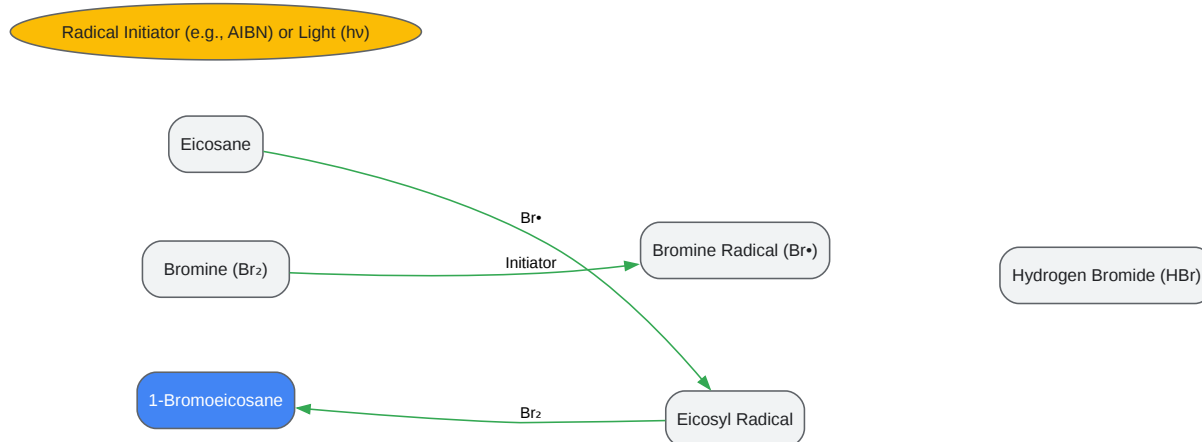 Radical Initiator (e.g., AIBN) or Light (hν)
Eicosane
Br•
Bromine Radical (Br•)
Initiator
Bromine (Br₂)
Hydrogen Bromide (HBr)
1-Bromoeicosane
Br₂
Eicosyl Radical